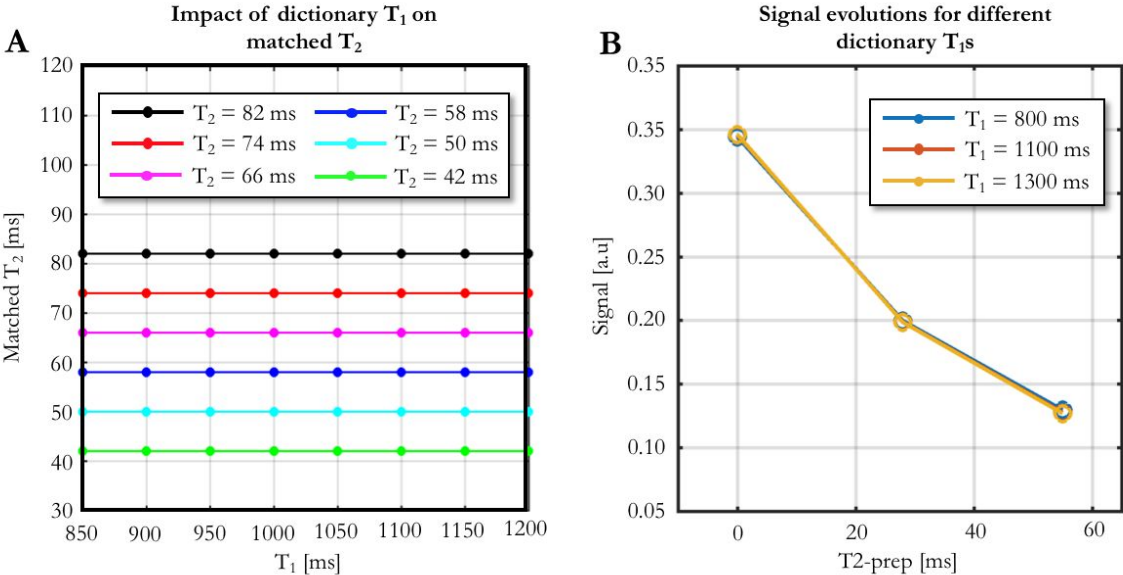 Impact of dictionary T₁ on
matched T₂
A
Matched T₂ [ms]
120
110
100
90
80
70
60
50
40
30
T₂ = 82 ms
T₂ = 58 ms
T₂ = 74 ms
T₂ = 50 ms
T₂ = 66 ms
T₂ = 42 ms
850 900 950 1000 1050 1100 1150 1200
T₁ [ms]
Signal evolutions for different
dictionary T₁s
B
Signal [a.u]
0.35
0.35
0.30
0.25
0.20
0.15
0.10
0.05
T₁ = 800 ms
T₁ = 1100 ms
T₁ = 1300 ms
0 20 40 60
T2-prep [ms]